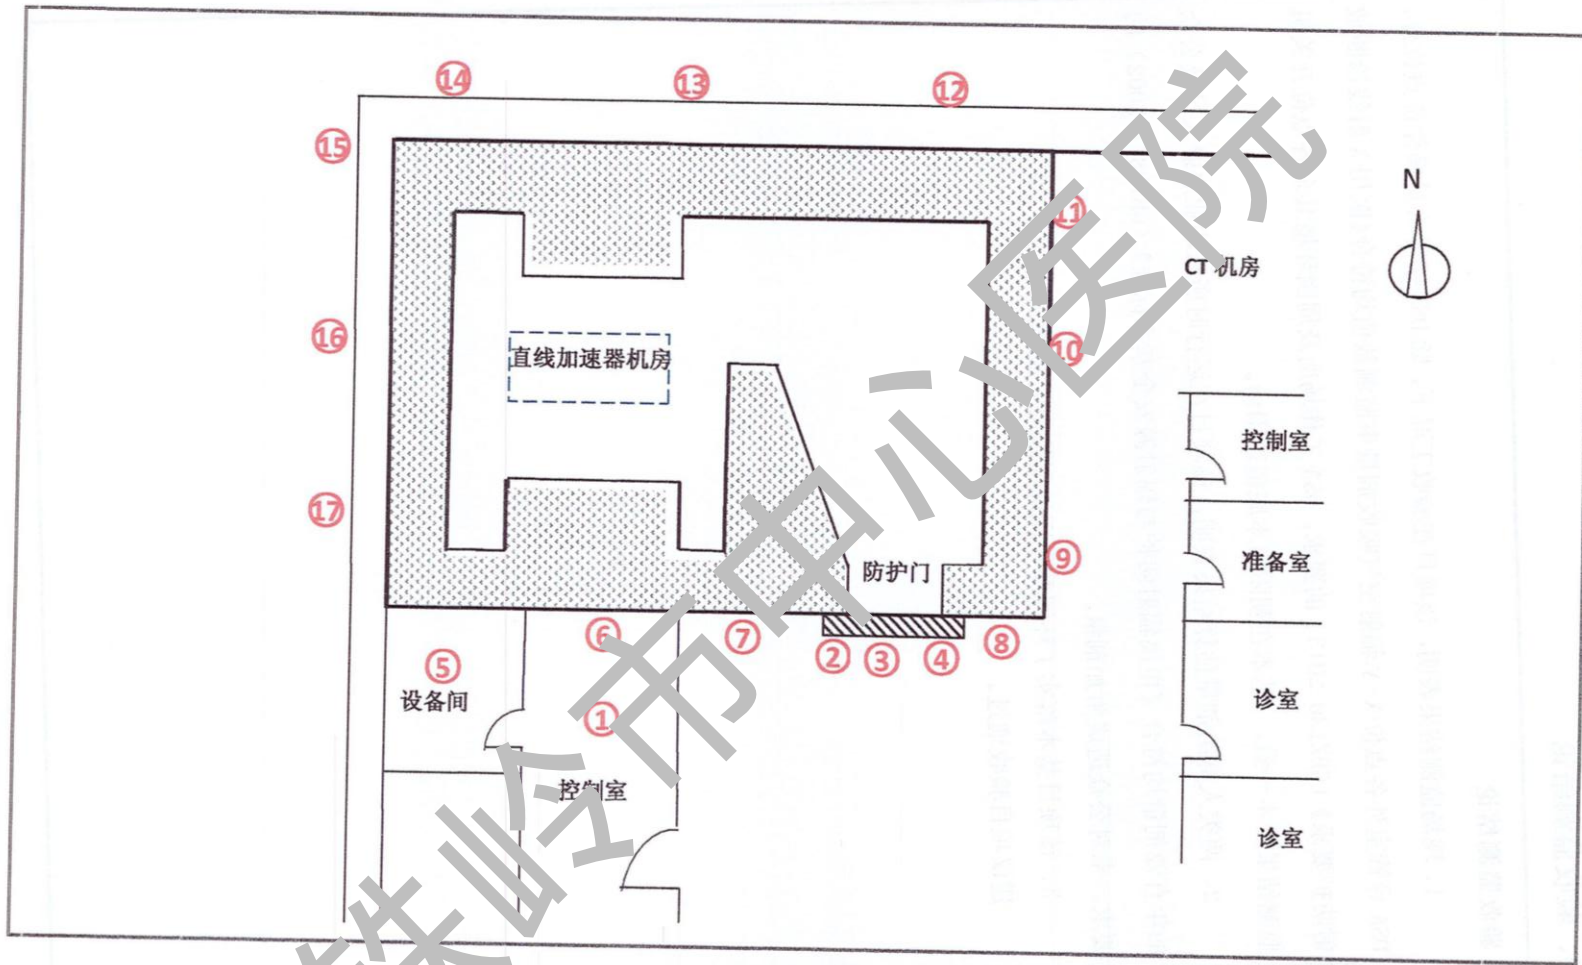 ⑭
⑬
⑫
⑮
N
⑪
CT 机房
⑯
直线加速器机房
⑩
控制室
⑰
准备室
防护门
⑨
⑥
⑦
②
③
④
⑧
⑤
设备间
诊室
①
控制室
诊室
铁岭市中心医院